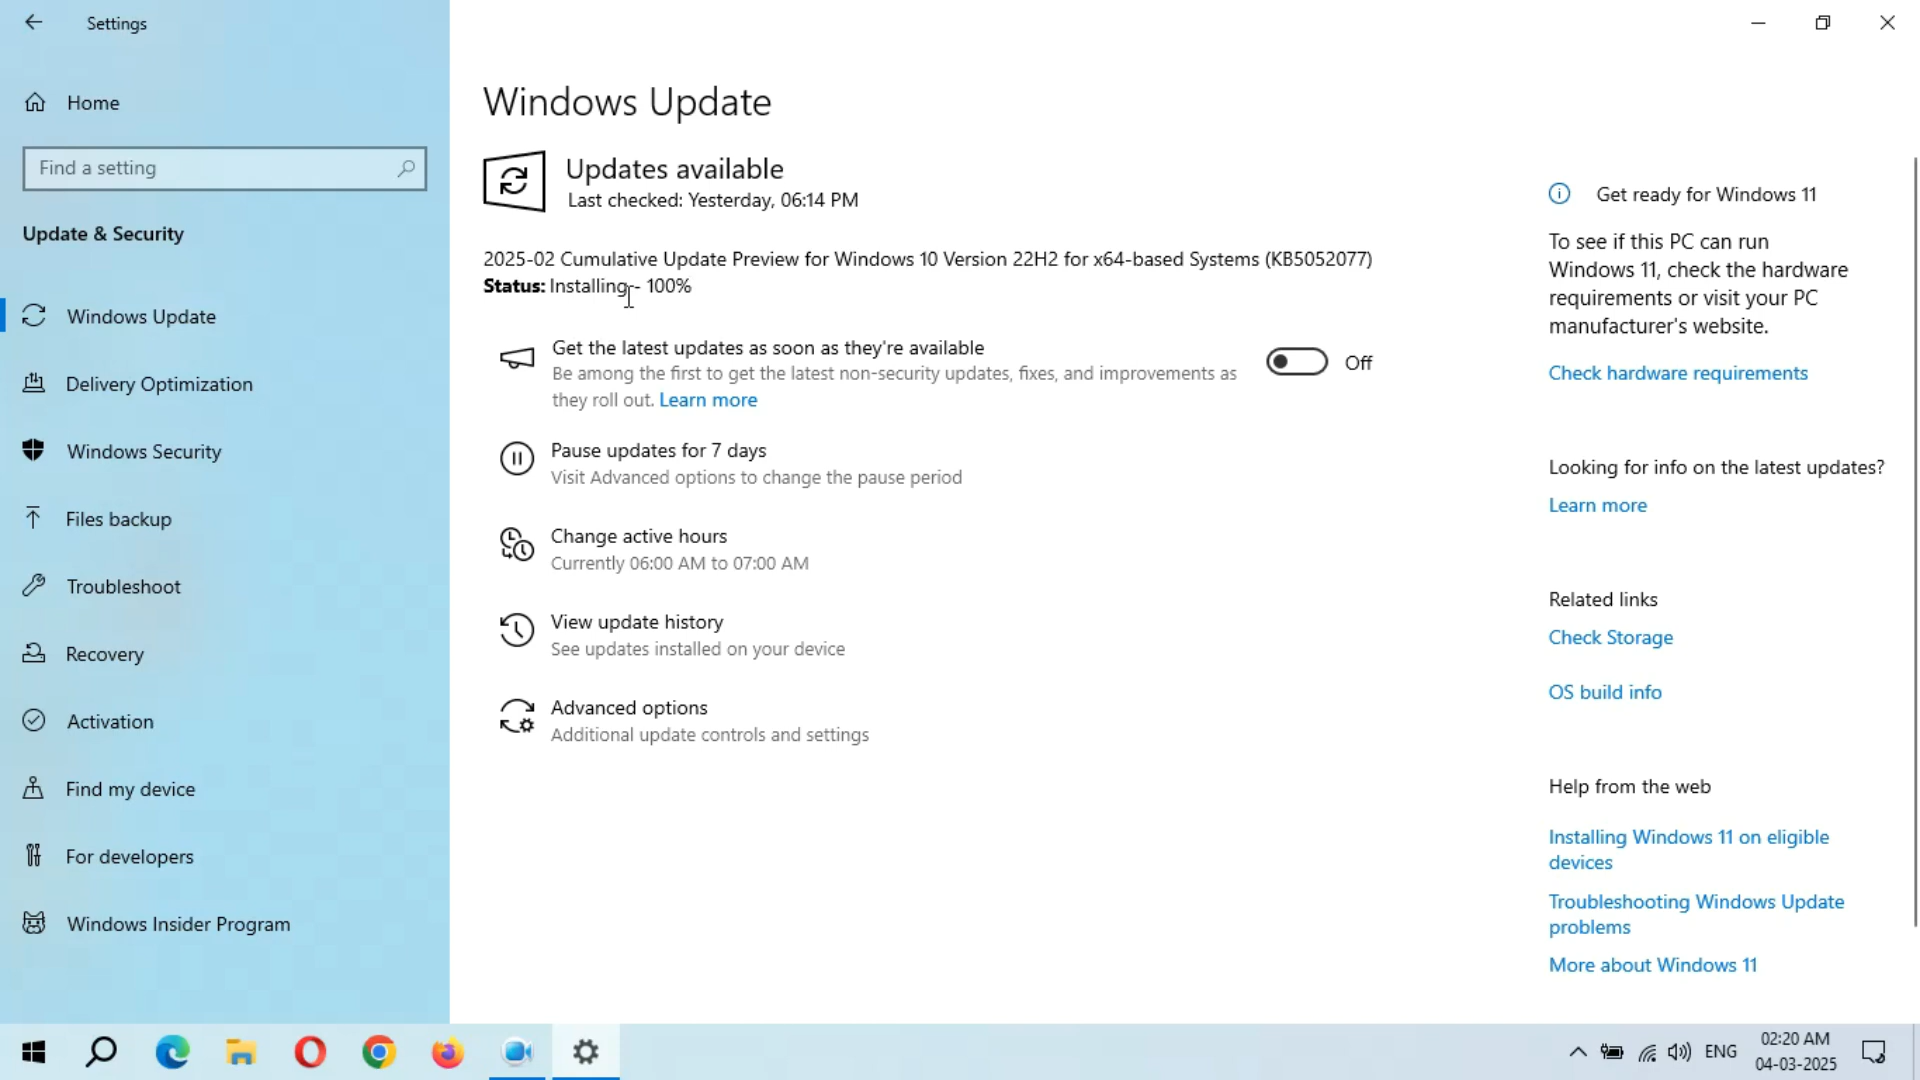 Settings
Home
Find a setting
Update & Security
Windows Update
Delivery Optimization
Windows Security
Files backup
Troubleshoot
Recovery
Activation
Find my device
For developers
Windows Insider Program
Windows Update
Updates available
Last checked: Yesterday, 06:14 PM
2025-02 Cumulative Update Preview for Windows 10 Version 22H2 for x64-based Systems (KB5052077)
Status: Installing - 100%
Get the latest updates as soon as they're available
Be among the first to get the latest non-security updates, fixes, and improvements as
they roll out. Learn more
Off
Pause updates for 7 days
Visit Advanced options to change the pause period
Change active hours
Currently 06:00 AM to 07:00 AM
View update history
See updates installed on your device
Advanced options
Additional update controls and settings
Get ready for Windows 11
To see if this PC can run
Windows 11, check the hardware
requirements or visit your PC
manufacturer's website.
Check hardware requirements
Looking for info on the latest updates?
Learn more
Related links
Check Storage
OS build info
Help from the web
Installing Windows 11 on eligible
devices
Troubleshooting Windows Update
problems
More about Windows 11
ENG
02:20 AM
04-03-2025